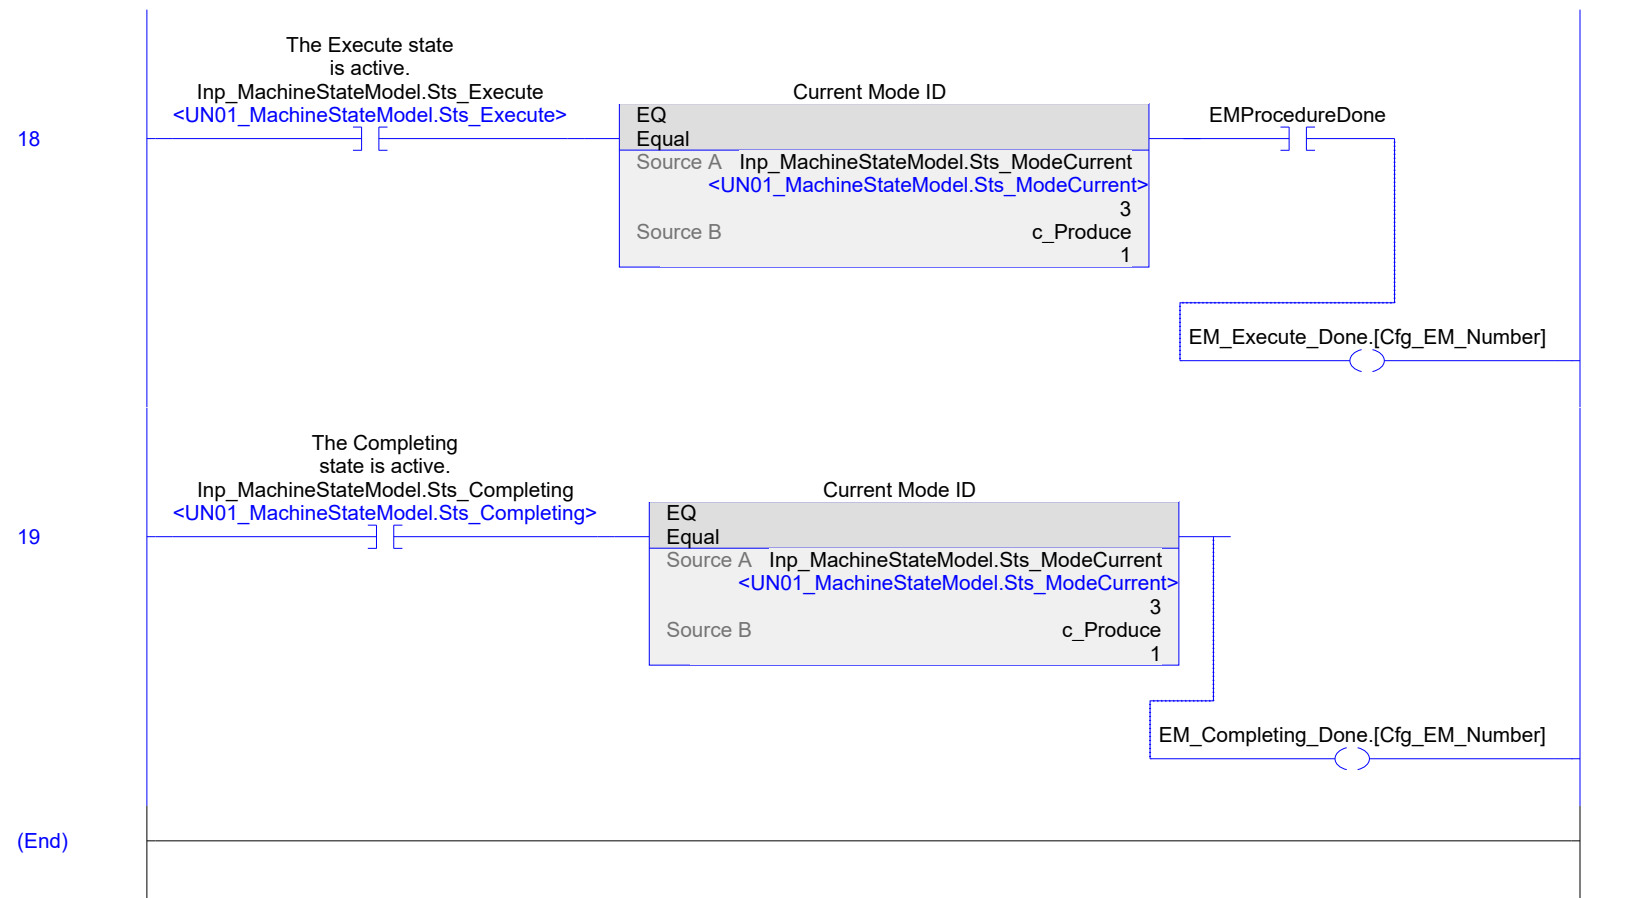 The Execute state
is active.
Inp_MachineStateModel.Sts_Execute
<UN01_MachineStateModel.Sts_Execute>
18
Current Mode ID
EQ
Equal
Source A Inp_MachineStateModel.Sts_ModeCurrent
<UN01_MachineStateModel.Sts_ModeCurrent>
3
Source B c_Produce
1
EMProcedureDone
EM_Execute_Done.[Cfg_EM_Number]
The Completing
state is active.
Inp_MachineStateModel.Sts_Completing
<UN01_MachineStateModel.Sts_Completing>
19
Current Mode ID
EQ
Equal
Source A Inp_MachineStateModel.Sts_ModeCurrent
<UN01_MachineStateModel.Sts_ModeCurrent>
3
Source B c_Produce
1
EM_Completing_Done.[Cfg_EM_Number]
(End)